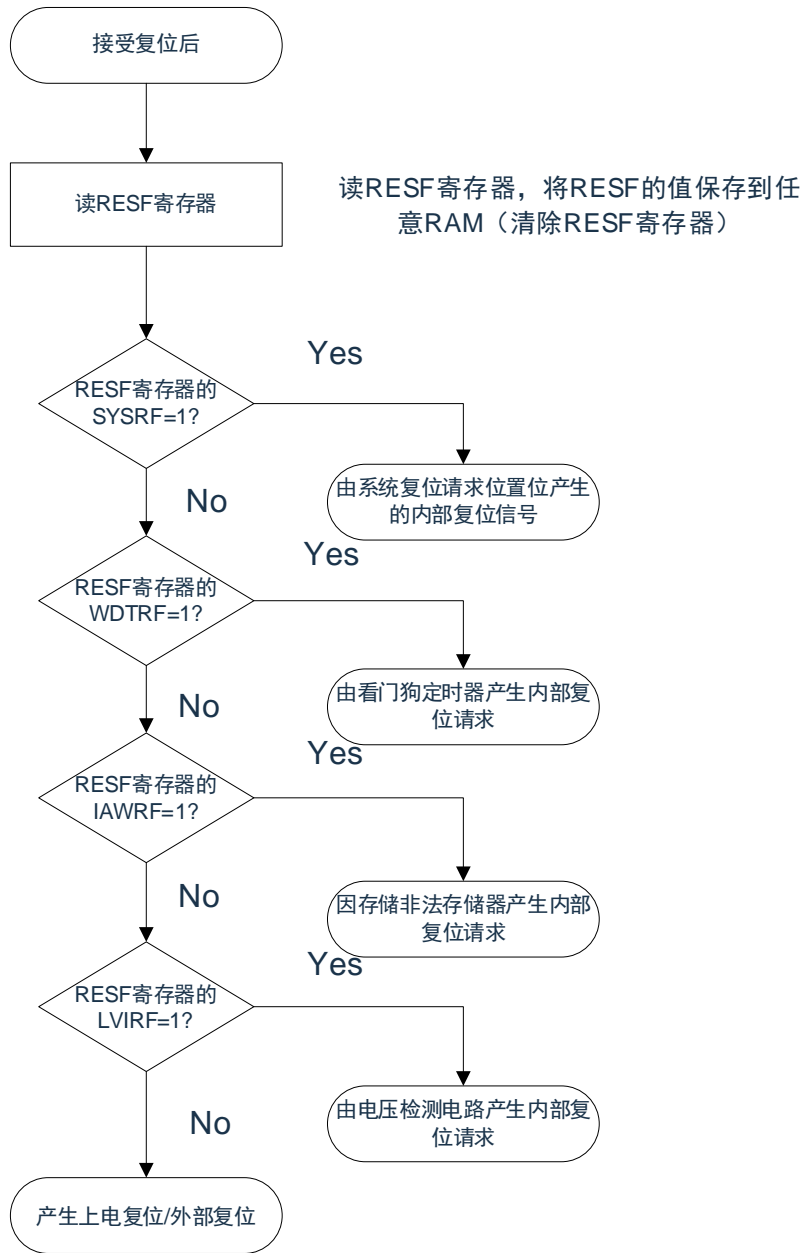 接受复位后
读RESF寄存器
读RESF寄存器，将RESF的值保存到任
意RAM（清除RESF寄存器）
RESF寄存器的
SYSRF=1?
Yes
由系统复位请求位置位产生
的内部复位信号
No
RESF寄存器的
WDTRF=1?
Yes
由看门狗定时器产生内部复
位请求
No
RESF寄存器的
IAWRF=1?
Yes
因存储非法存储器产生内部
复位请求
No
RESF寄存器的
LVIRF=1?
Yes
由电压检测电路产生内部复
位请求
No
产生上电复位/外部复位